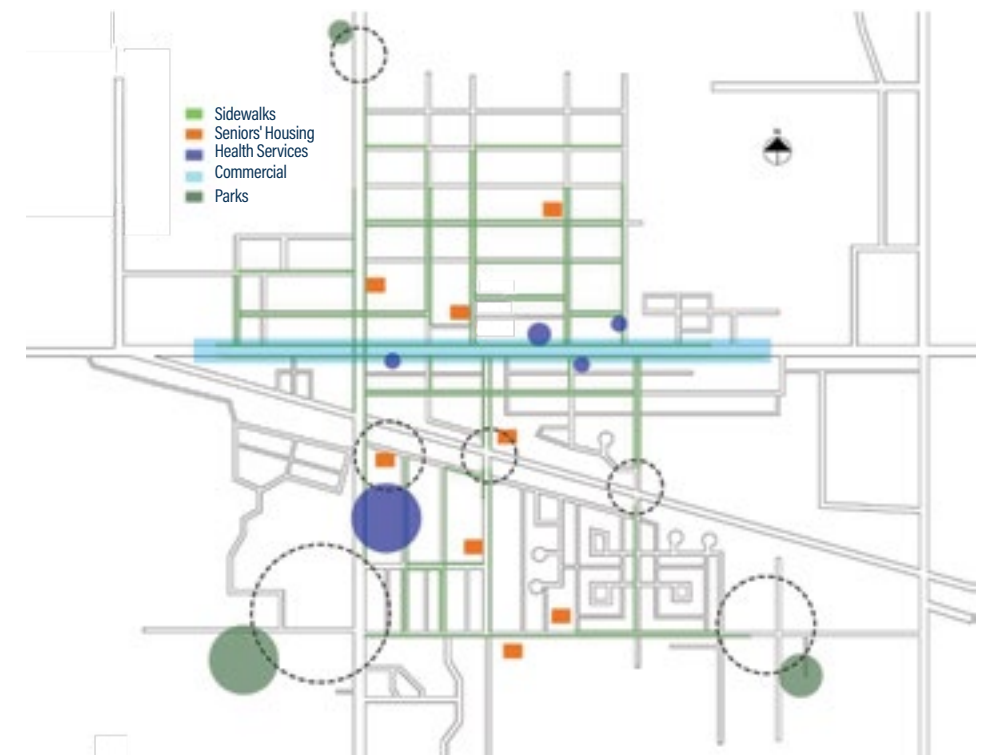 Sidewalks
Seniors' Housing
Health Services
Commercial
Parks
N